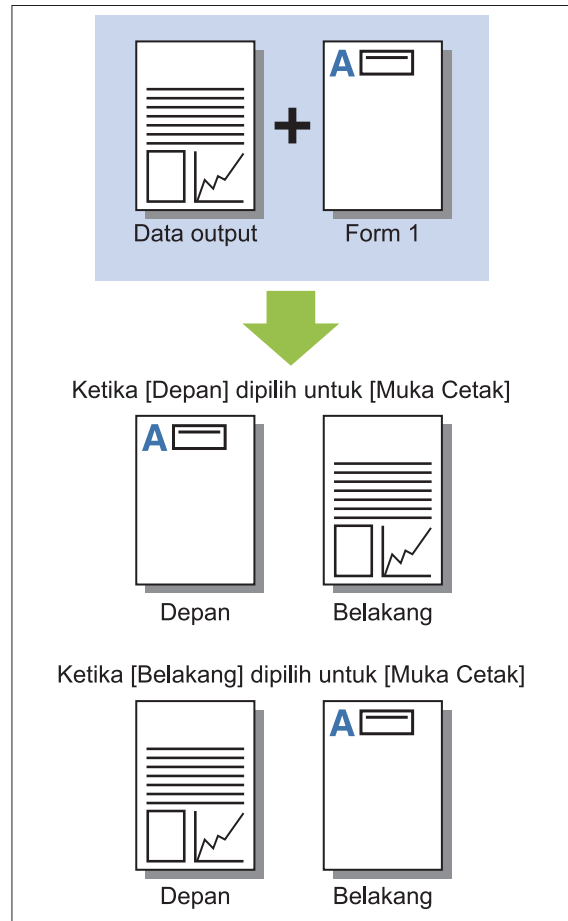 A
+
Data output
Form 1
Ketika [Depan] dipilih untuk [Muka Cetak]
A
Depan
Belakang
Ketika [Belakang] dipilih untuk [Muka Cetak]
A
Depan
Belakang